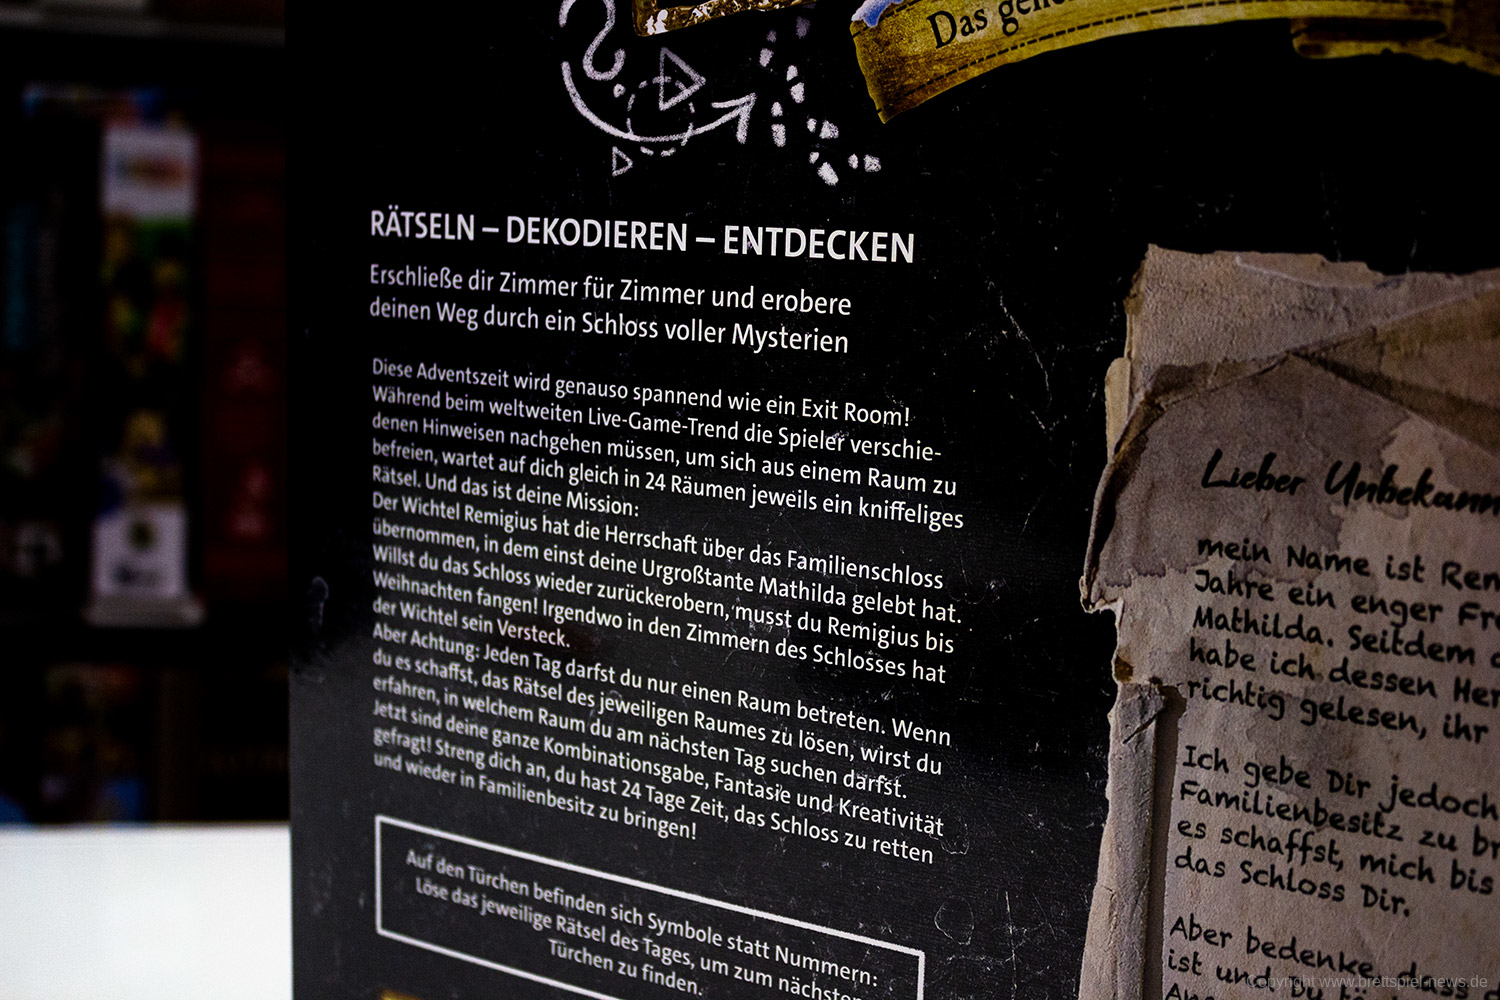 Das
RÄTSELN – DEKODIEREN – ENTDECKEN
Erschließe dir Zimmer für Zimmer und erobere
deinen Weg durch ein Schloss voller Mysterien
Diese Adventszeit wird genauso spannend wie ein Exit Room!
Während beim weltweiten Live-Game-Trend die Spieler verschie-
denen Hinweisen nachgehen müssen, um sich aus einem Raum zu
befreien, wartet auf dich gleich in 24 Räumen jeweils ein kniffeliges
Rätsel. Und das ist deine Mission:
Der Wichtel Remigius hat die Herrschaft über das Familienschloss
übernommen, in dem einst deine Urgroßtante Mathilda gelebt hat.
Willst du das Schloss wieder zurückerobern, musst du Remigius bis
Weihnachten fangen! Irgendwo in den Zimmern des Schlosses hat
der Wichtel sein Versteck.
Aber Achtung: Jeden Tag darfst du nur einen Raum betreten. Wenn
du es schaffst, das Rätsel des jeweiligen Raumes zu lösen, wirst du
erfahren, in welchem Raum du am nächsten Tag suchen darfst.
Jetzt sind deine ganze Kombinationsgabe, Fantasie und Kreativität
gefragt! Streng dich an, du hast 24 Tage Zeit, das Schloss zu retten
und wieder in Familienbesitz zu bringen!
Auf den Türchen befinden sich Symbole statt Nummern:
Löse das jeweilige Rätsel des Tages, um zum nächsten
Türchen zu finden.
Lieber Unbekann
mein Name ist Rem
Jahre ein enger Fre
Mathilda. Seitdem
habe ich dessen Her
richtig gelesen, ihr
Ich gebe Dir jedoch
Familienbesitz zu br
es schaffst, mich bis
das Schloss Dir.
Aber bedenke, dass
ist und Du
Copyright www.brettspiel-news.de